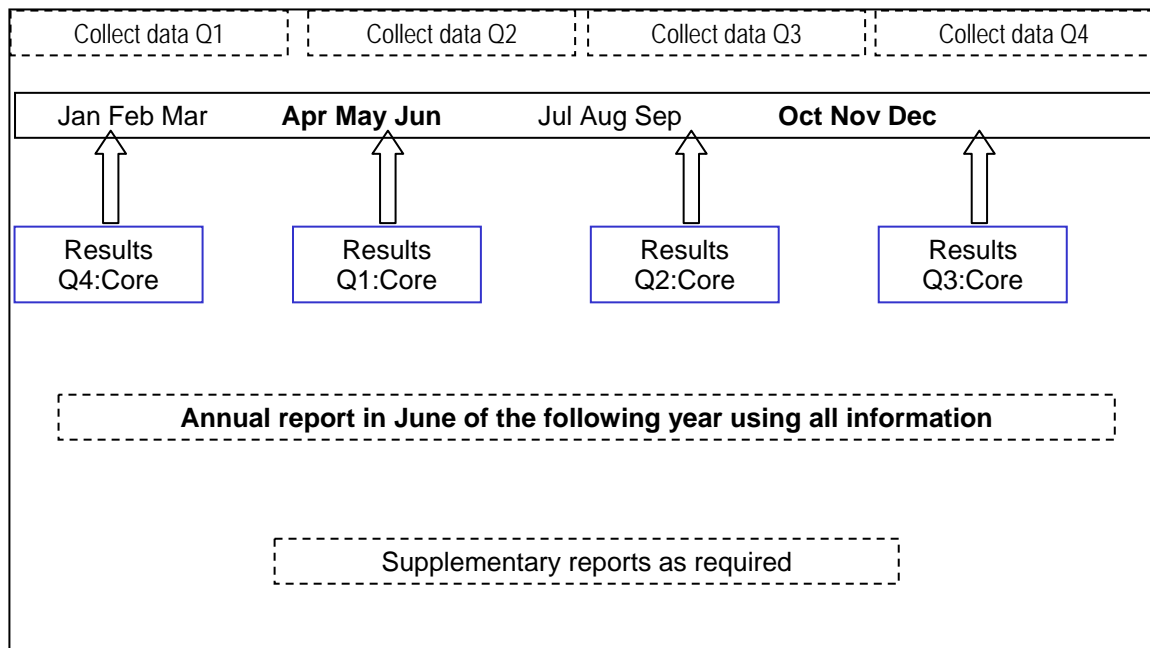 Collect data Q1 Collect data Q2 Collect data Q3 Collect data Q4
Jan Feb Mar Apr May Jun Jul Aug Sep Oct Nov Dec
Results
Q4:Core
Results
Q1:Core
Results
Q2:Core
Results
Q3:Core
Annual report in June of the following year using all information
Supplementary reports as required